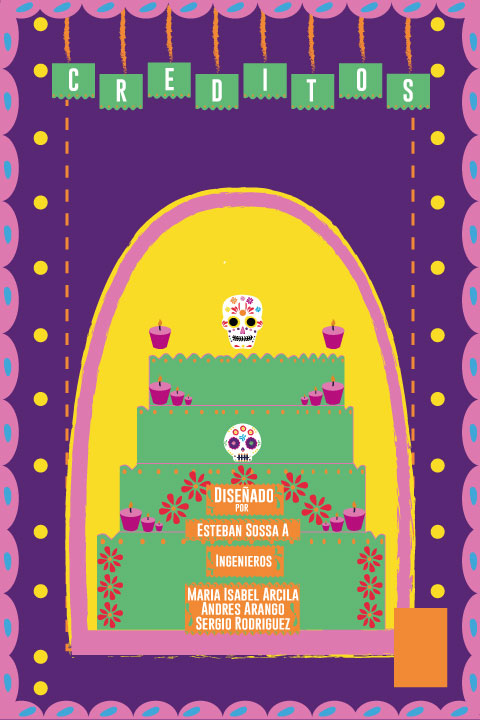 CREDITOS
DISEÑADO
POR
ESTEBAN SOSSA A
INGENIEROS
MARIA ISABEL ARCILA
ANDRES ARANGO
SERGIO RODRIGUEZ